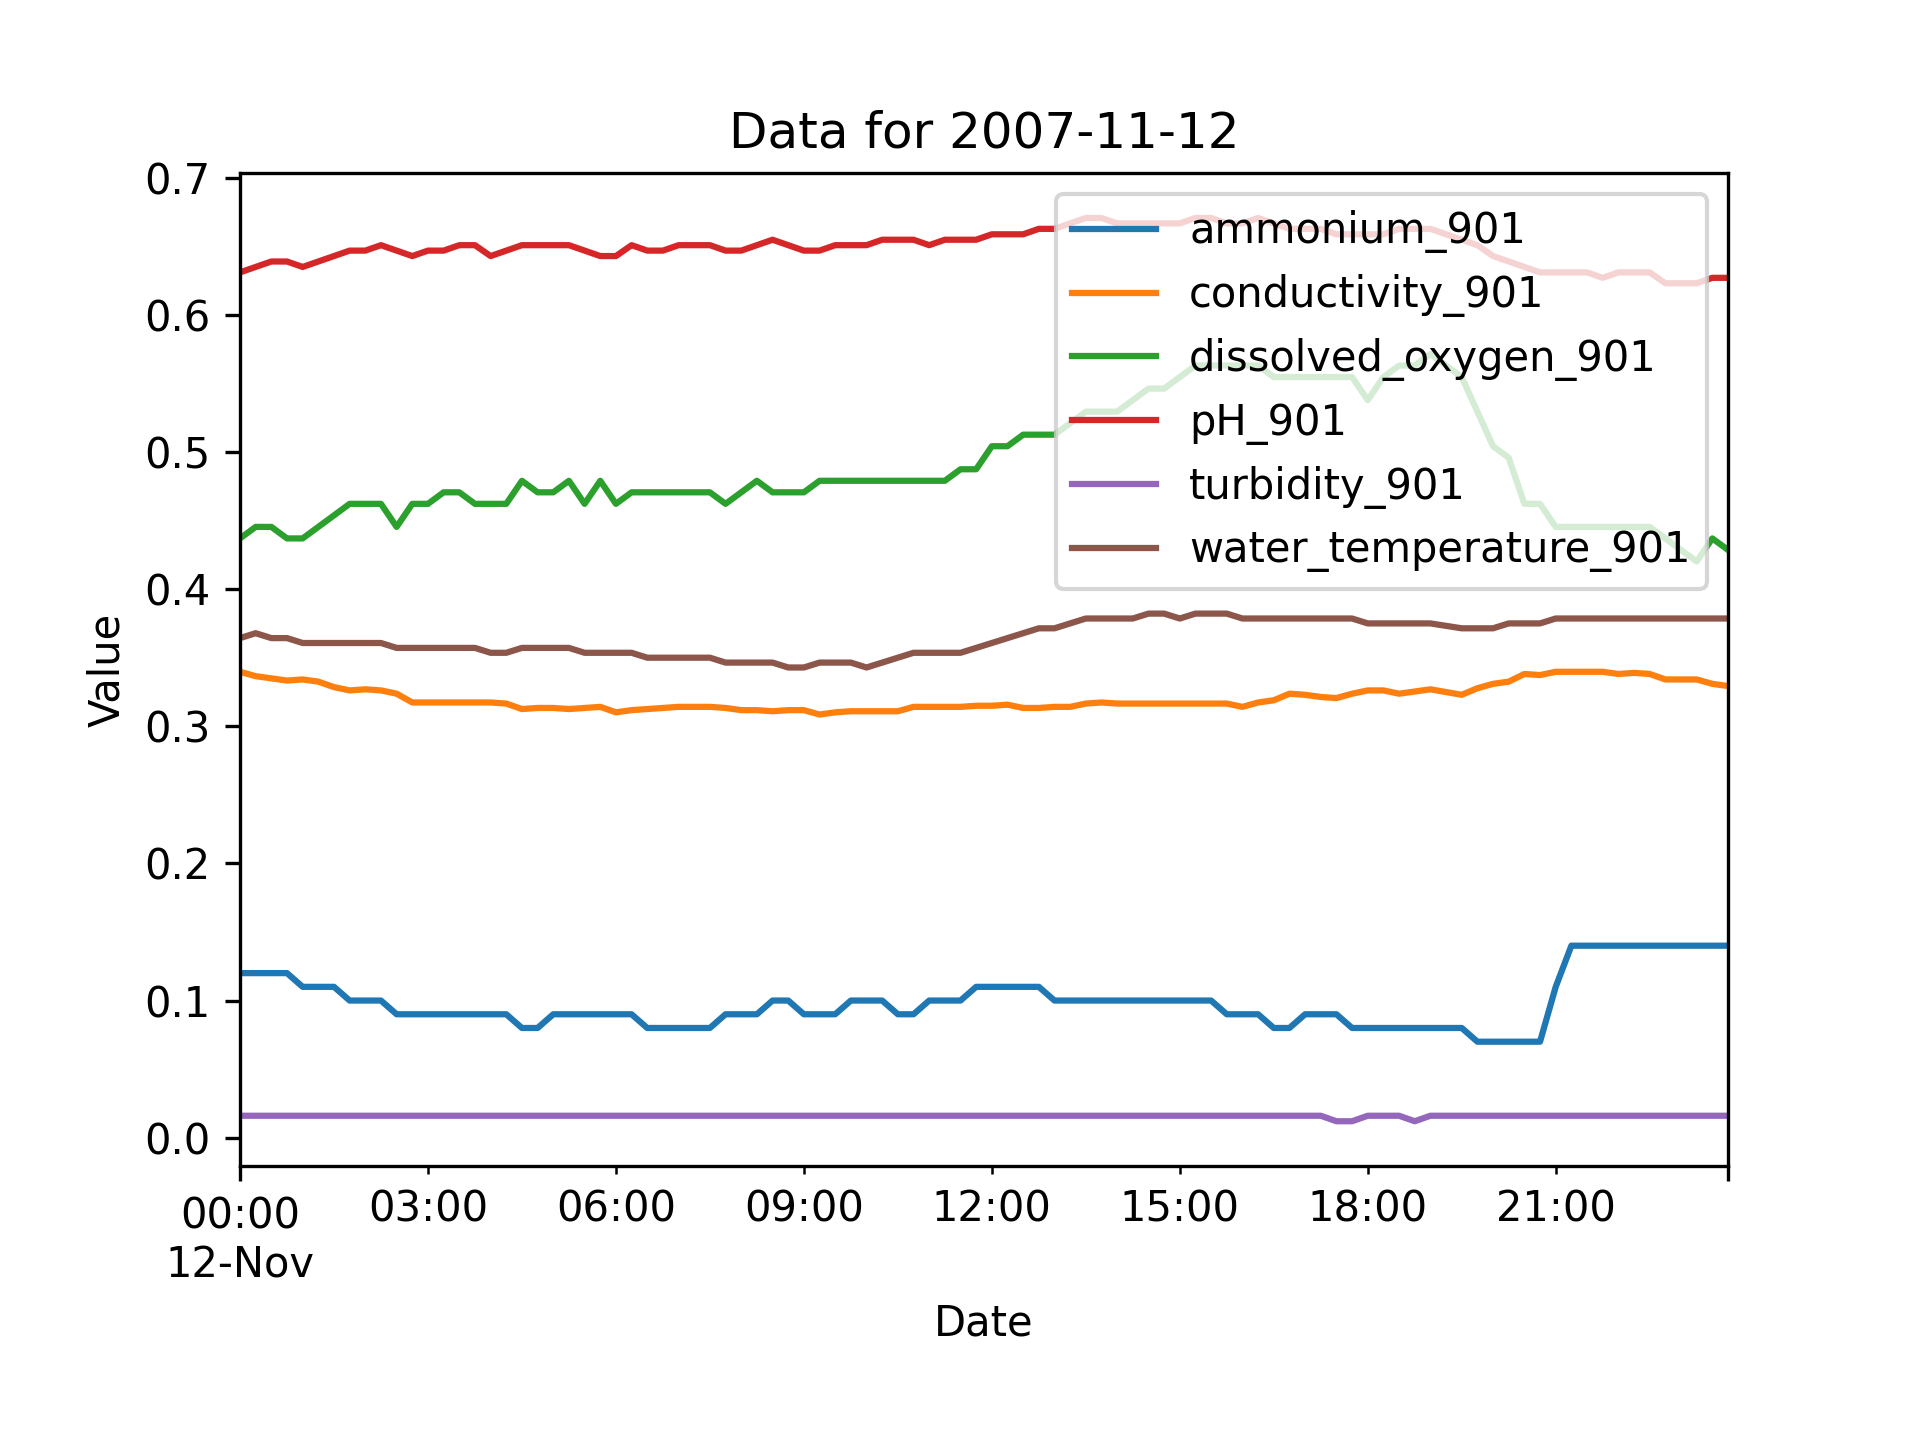 Data for 2007-11-12
0.7
0.6
0.5
0.4
0.3
0.2
0.1
0.0
Value
ammonium_901
conductivity_901
dissolved_oxygen_901
pH_901
turbidity_901
water_temperature_901
00:00 03:00 06:00 09:00 12:00 15:00 18:00 21:00
12-Nov
Date